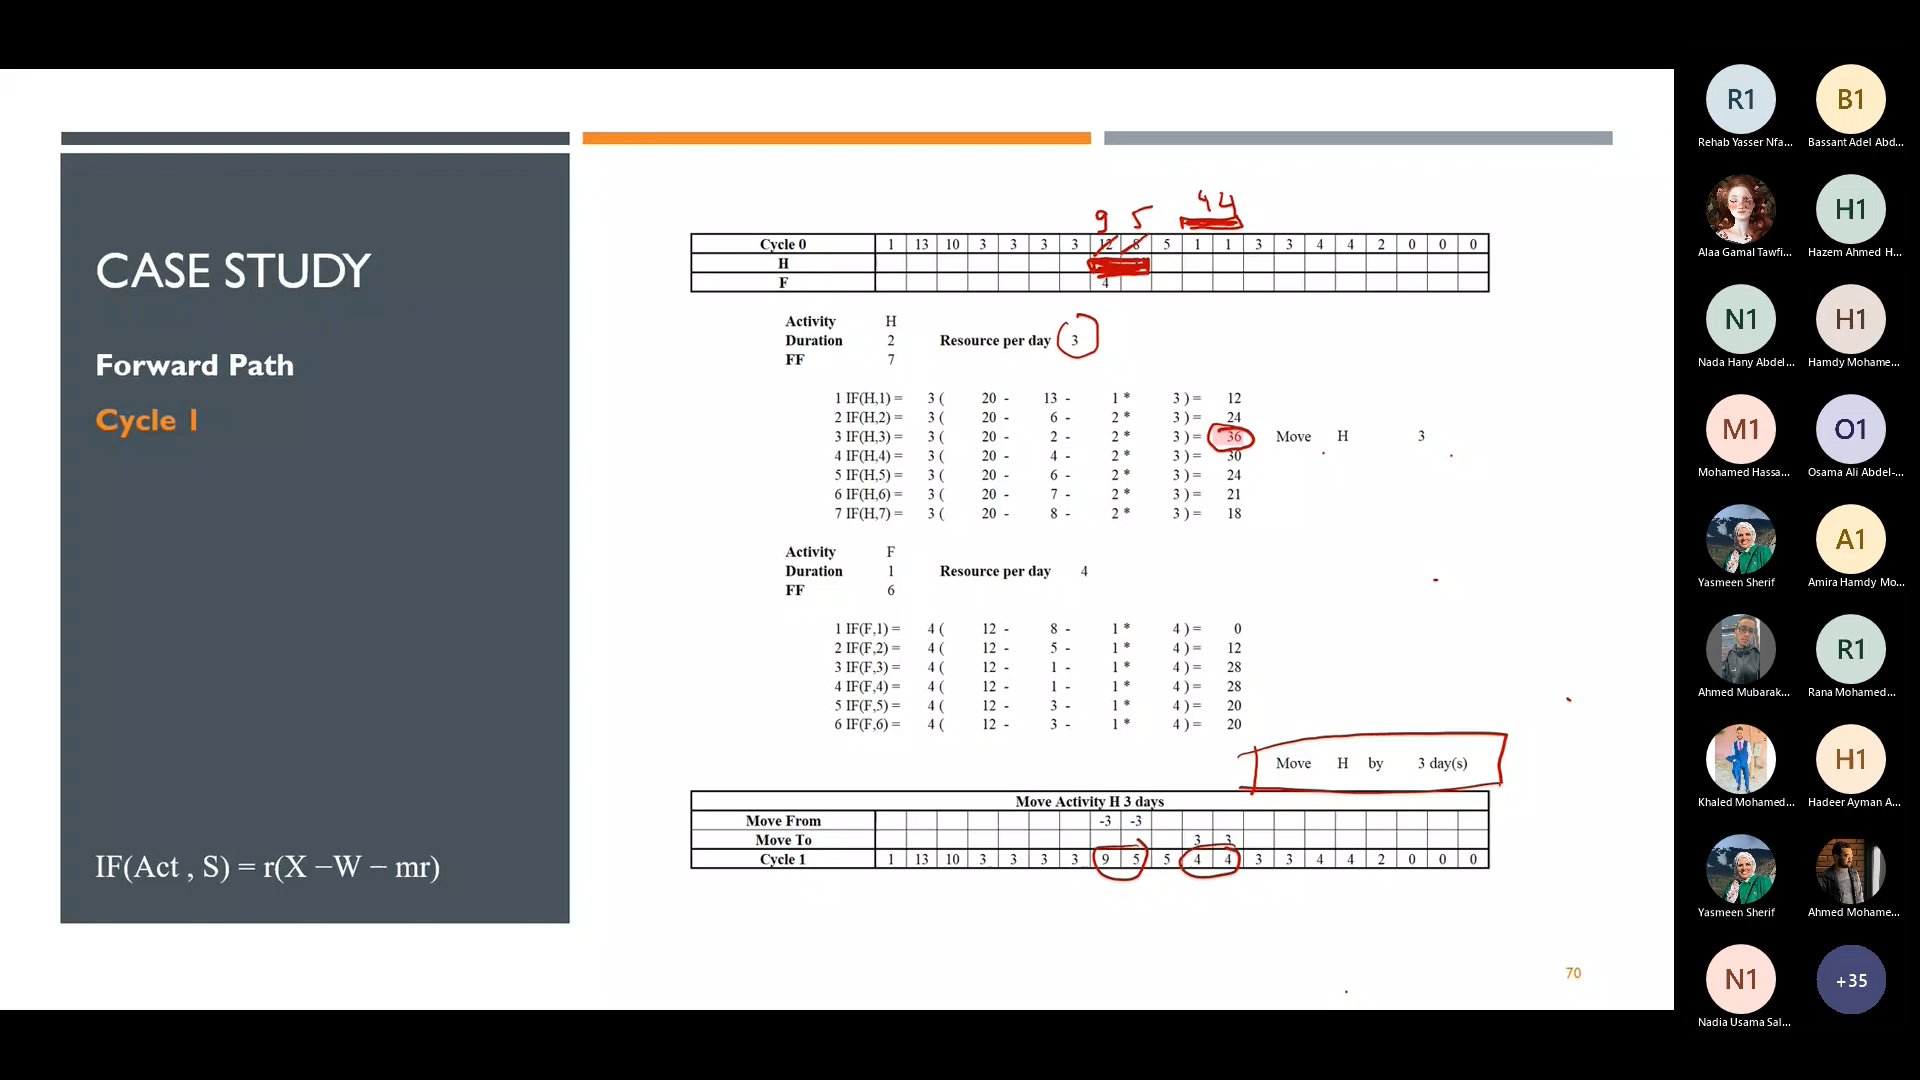 CASE STUDY
Forward Path
Cycle 1
IF(Act , S) = r(X −W − mr)
9 5 4 4
Cycle 0 1 13 10 3 3 3 3 12 8 5 1 1 3 3 4 4 2 0 0 0
H
F 4
Activity H
Duration 2 Resource per day 3
FF 7
1 IF(H,1) = 3 ( 20 - 13 - 1 * 3 ) = 12
2 IF(H,2) = 3 ( 20 - 6 - 2 * 3 ) = 24
3 IF(H,3) = 3 ( 20 - 2 - 2 * 3 ) = 36 Move H 3
4 IF(H,4) = 3 ( 20 - 4 - 2 * 3 ) = 30
5 IF(H,5) = 3 ( 20 - 6 - 2 * 3 ) = 24
6 IF(H,6) = 3 ( 20 - 7 - 2 * 3 ) = 21
7 IF(H,7) = 3 ( 20 - 8 - 2 * 3 ) = 18
Activity F
Duration 1 Resource per day 4
FF 6
1 IF(F,1) = 4 ( 12 - 8 - 1 * 4 ) = 0
2 IF(F,2) = 4 ( 12 - 5 - 1 * 4 ) = 12
3 IF(F,3) = 4 ( 12 - 1 - 1 * 4 ) = 28
4 IF(F,4) = 4 ( 12 - 1 - 1 * 4 ) = 28
5 IF(F,5) = 4 ( 12 - 3 - 1 * 4 ) = 20
6 IF(F,6) = 4 ( 12 - 3 - 1 * 4 ) = 20
Move H by 3 day(s)
Move Activity H 3 days
Move From -3 -3
Move To 3 3
Cycle 1 1 13 10 3 3 3 3 9 5 5 4 4 3 3 4 4 2 0 0 0
70
R1 B1
Rehab Yasser Nfa... Bassant Adel Abd...
H1
Alaa Gamal Tawfi... Hazem Ahmed H...
N1 H1
Nada Hany Abdel... Hamdy Mohame...
M1 O1
Mohamed Hassa... Osama Ali Abdel-...
A1
Yasmeen Sherif Amira Hamdy Mo...
R1
Ahmed Mubarak... Rana Mohamed...
H1
Khaled Mohamed... Hadeer Ayman A...
Yasmeen Sherif Ahmed Mohame...
N1 +35
Nadia Usama Sal...